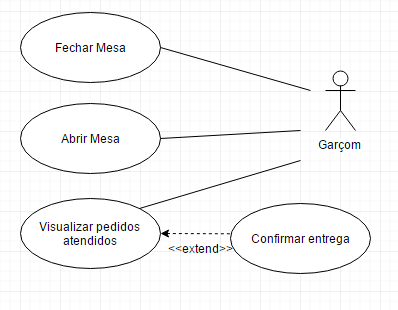 Fechar Mesa
Abrir Mesa
Garçom
Visualizar pedidos
atendidos
<<extend>>
Confirmar entrega